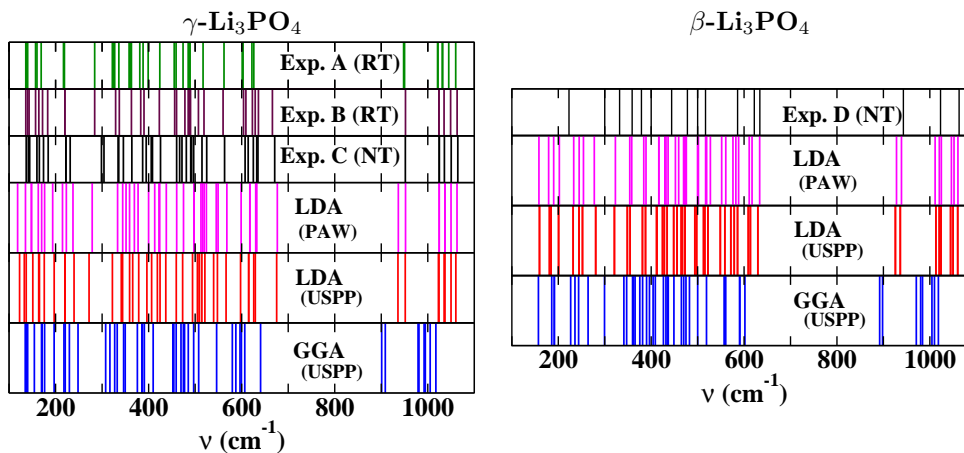 γ-Li₃PO₄
Exp. A (RT)
Exp. B (RT)
Exp. C (NT)
LDA
(PAW)
LDA
(USPP)
GGA
(USPP)
200 400 600 800 1000
ν (cm⁻¹)
β-Li₃PO₄
Exp. D (NT)
LDA
(PAW)
LDA
(USPP)
GGA
(USPP)
200 400 600 800 1000
ν (cm⁻¹)